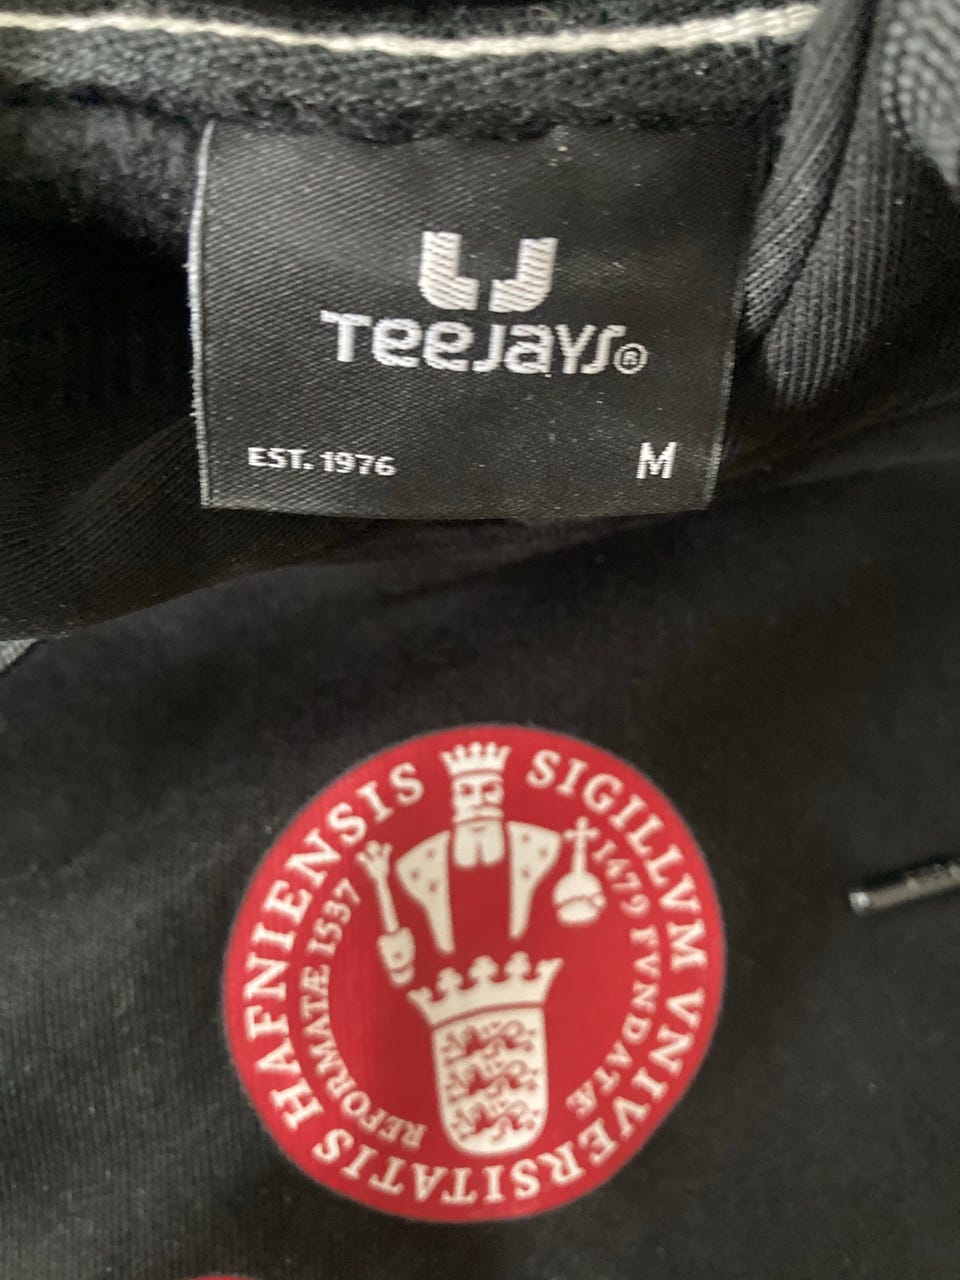 TEEJAYS®
EST. 1976
M
SIGILLVM VNIVERSITATIS HAFNIENSIS
1479 FVNDATÆ
REFORMATÆ 1537